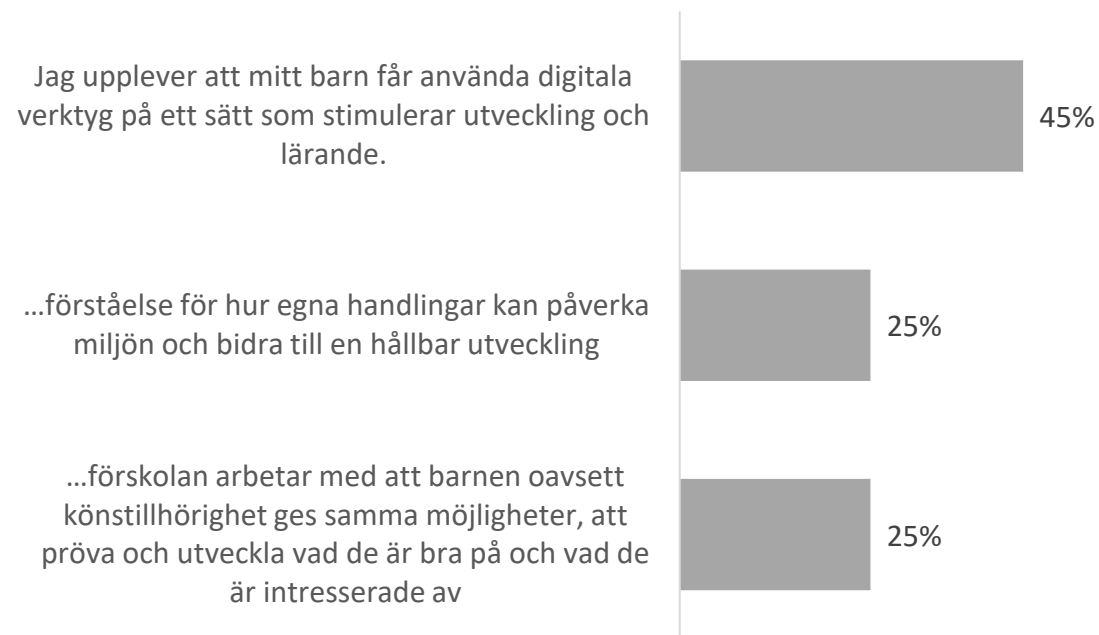 Jag upplever att mitt barn får använda digitala
verktyg på ett sätt som stimulerar utveckling och
lärande.
45%
…förståelse för hur egna handlingar kan påverka
miljön och bidra till en hållbar utveckling
25%
…förskolan arbetar med att barnen oavsett
könstillhörighet ges samma möjligheter, att
pröva och utveckla vad de är bra på och vad de
är intresserade av
25%